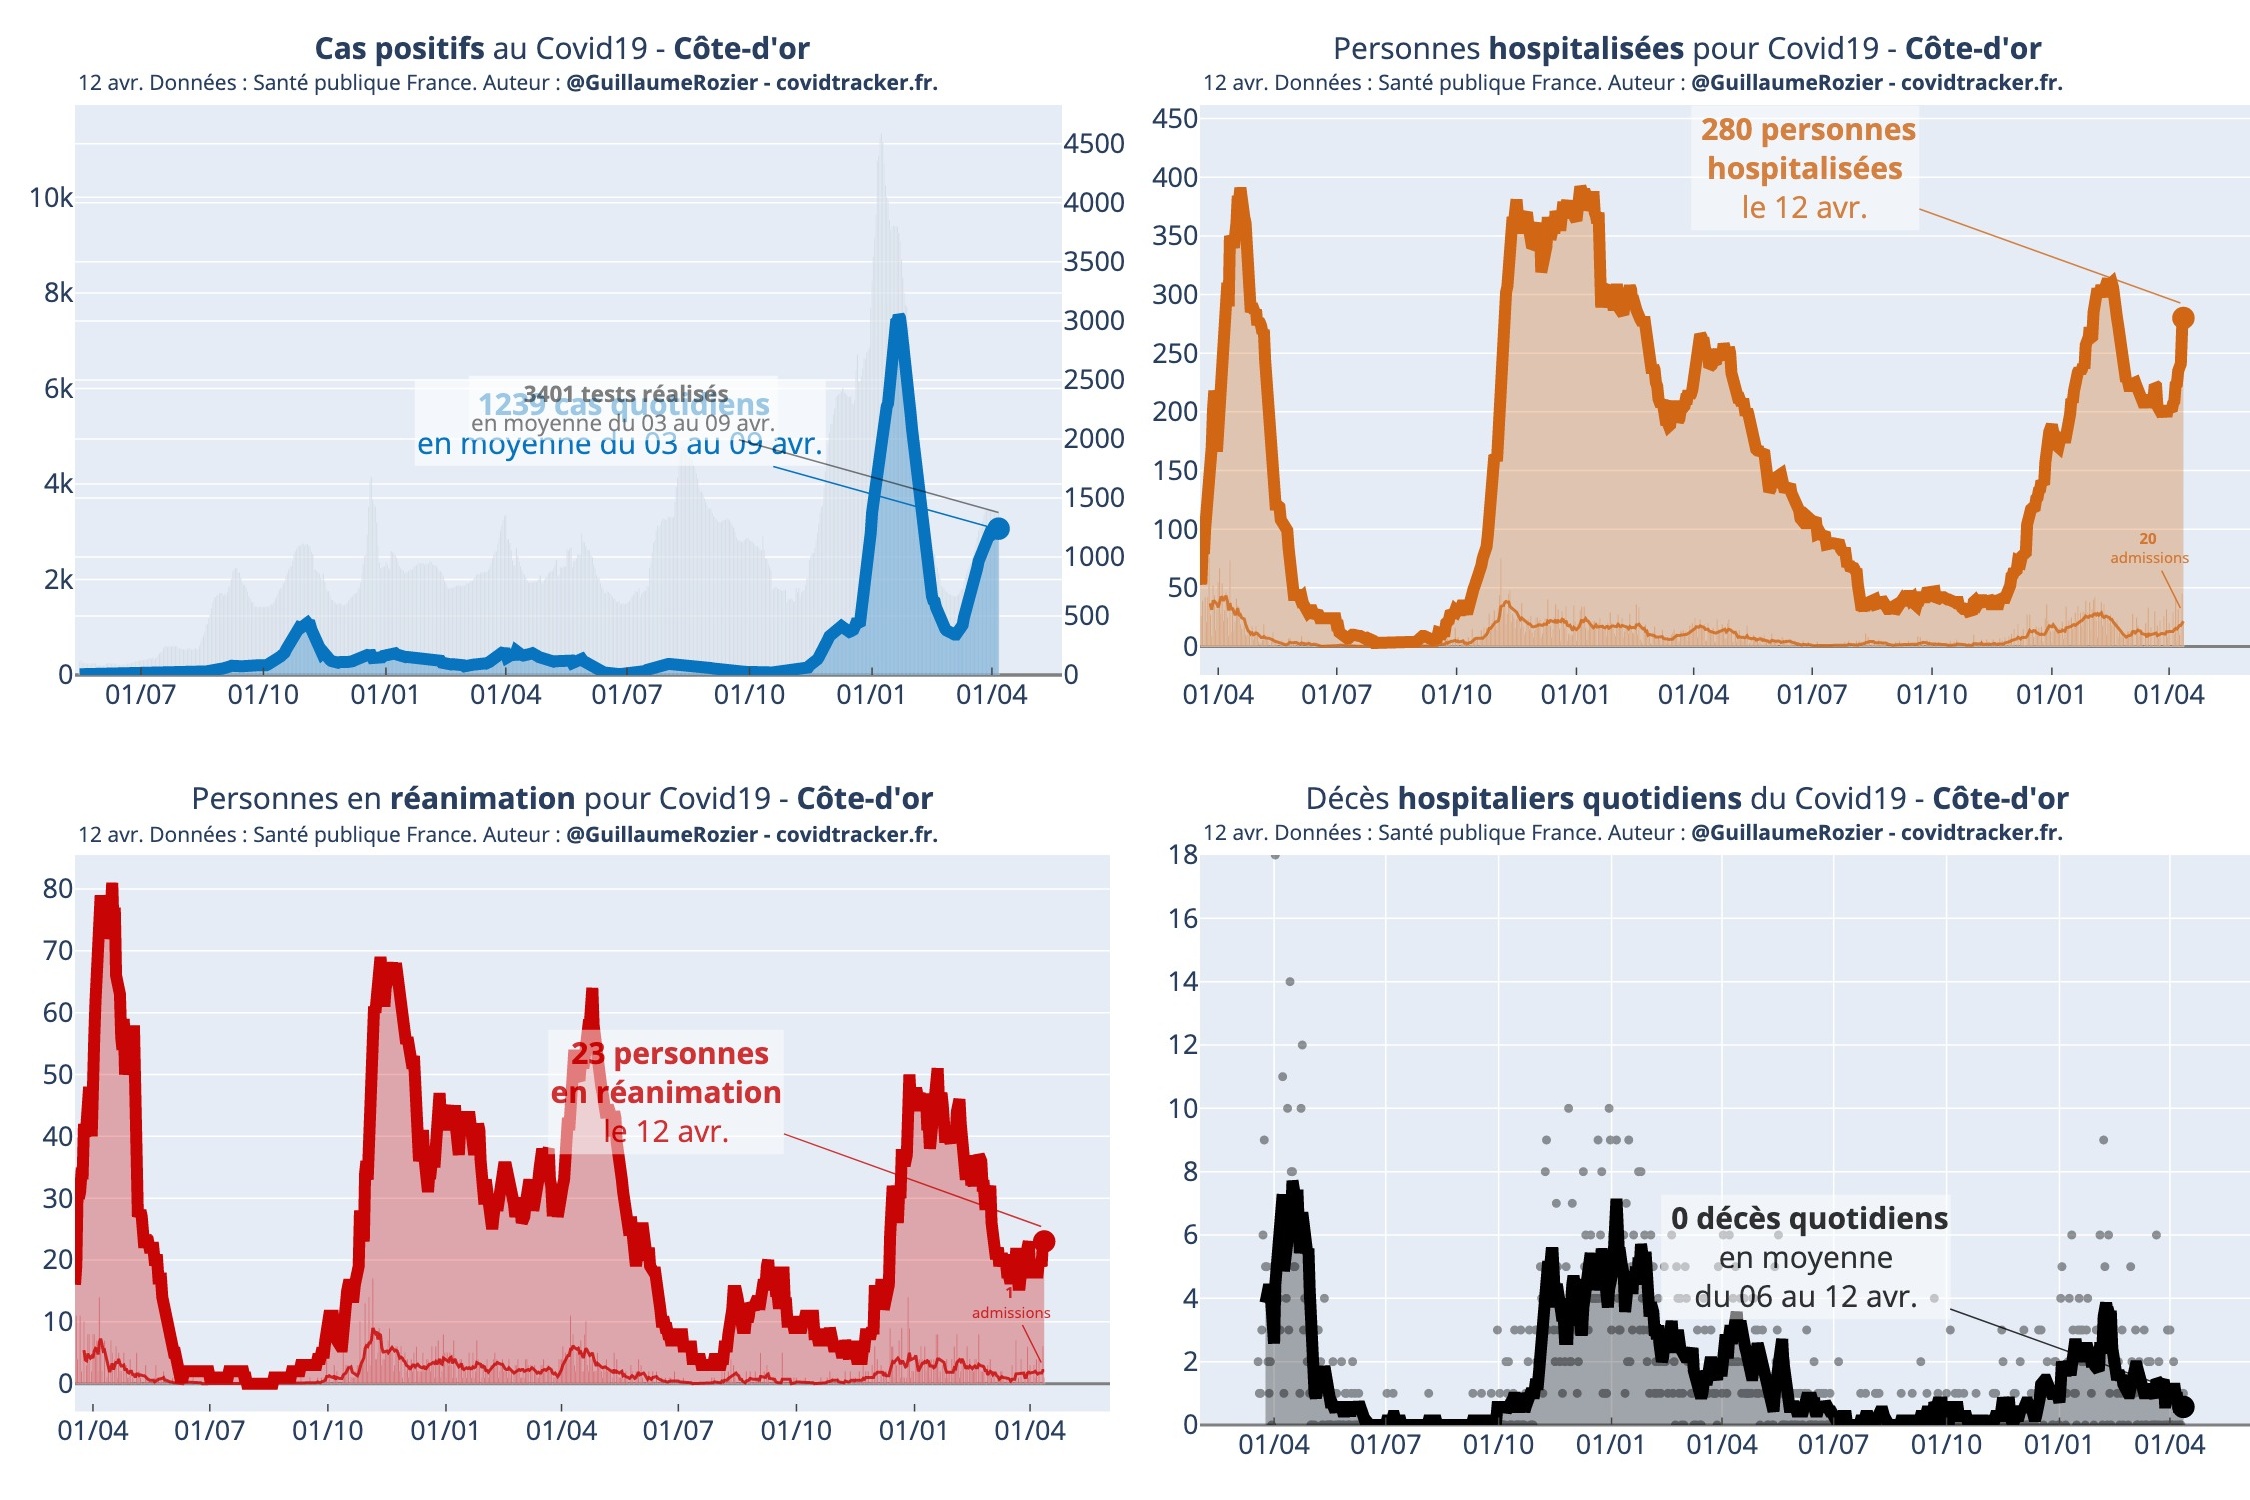 Cas positifs au Covid19 - Côte-d'or
12 avr. Données : Santé publique France. Auteur : @GuillaumeRozier - covidtracker.fr.
10k
8k
6k
4k
2k
0
4500
4000
3500
3000
2500
2000
1500
1000
500
0
3401 tests réalisés
1239 cas quotidiens
en moyenne du 03 au 09 avr.
en moyenne du 03 au 09 avr.
01/07 01/10 01/01 01/04 01/07 01/10 01/01 01/04
Personnes hospitalisées pour Covid19 - Côte-d'or
12 avr. Données : Santé publique France. Auteur : @GuillaumeRozier - covidtracker.fr.
450
400
350
300
250
200
150
100
50
0
280 personnes
hospitalisées
le 12 avr.
20
admissions
01/04 01/07 01/10 01/01 01/04 01/07 01/10 01/01 01/04
Personnes en réanimation pour Covid19 - Côte-d'or
12 avr. Données : Santé publique France. Auteur : @GuillaumeRozier - covidtracker.fr.
80
70
60
50
40
30
20
10
0
23 personnes
en réanimation
le 12 avr.
1
admissions
01/04 01/07 01/10 01/01 01/04 01/07 01/10 01/01 01/04
Décès hospitaliers quotidiens du Covid19 - Côte-d'or
12 avr. Données : Santé publique France. Auteur : @GuillaumeRozier - covidtracker.fr.
18
16
14
12
10
8
6
4
2
0
0 décès quotidiens
en moyenne
du 06 au 12 avr.
01/04 01/07 01/10 01/01 01/04 01/07 01/10 01/01 01/04